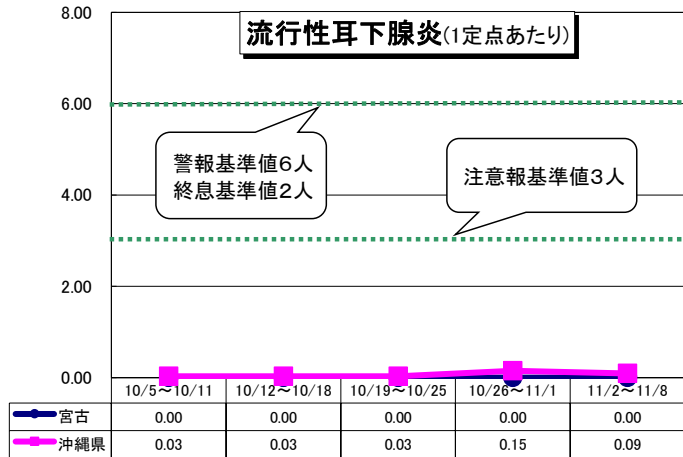 流行性耳下腺炎(1定点あたり)
8.00
6.00
警報基準値6人
終息基準値2人
注意報基準値3人
4.00
2.00
0.00
10/5～10/11 10/12～10/18 10/19～10/25 10/26～11/1 11/2～11/8
宮古 0.00 0.00 0.00 0.00 0.00
沖縄県 0.03 0.03 0.03 0.15 0.09